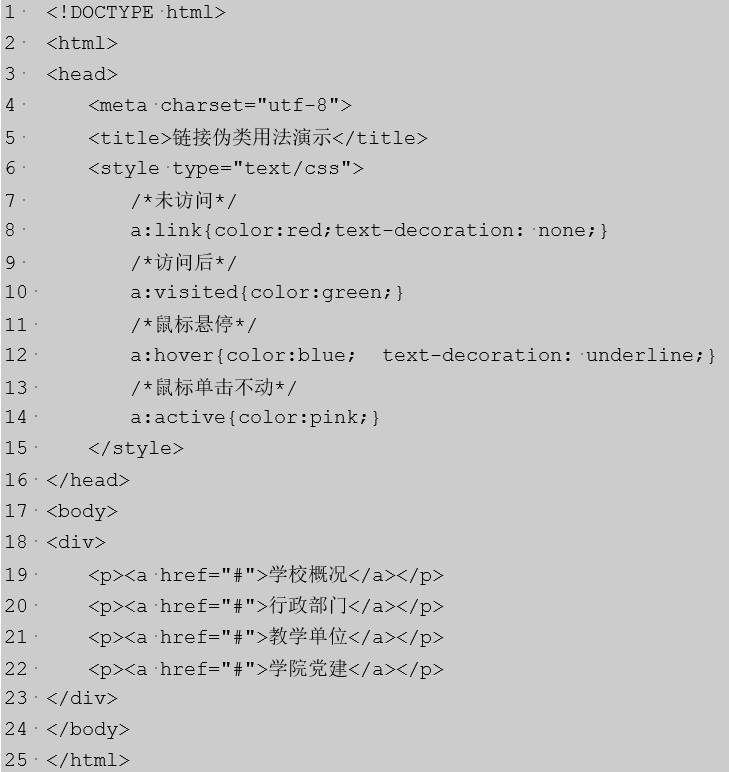 1 <!DOCTYPE html>
2 <html>
3 <head>
4     <meta charset="utf-8">
5     <title>链接伪类用法演示</title>
6     <style type="text/css">
7         /*未访问*/
8         a:link{color:red;text-decoration: none;}
9         /*访问后*/
10         a:visited{color:green;}
11         /*鼠标悬停*/
12         a:hover{color:blue;  text-decoration: underline;}
13         /*鼠标单击不动*/
14         a:active{color:pink;}
15     </style>
16 </head>
17 <body>
18 <div>
19     <p><a href="#">学校概况</a></p>
20     <p><a href="#">行政部门</a></p>
21     <p><a href="#">教学单位</a></p>
22     <p><a href="#">学院党建</a></p>
23 </div>
24 </body>
25 </html>